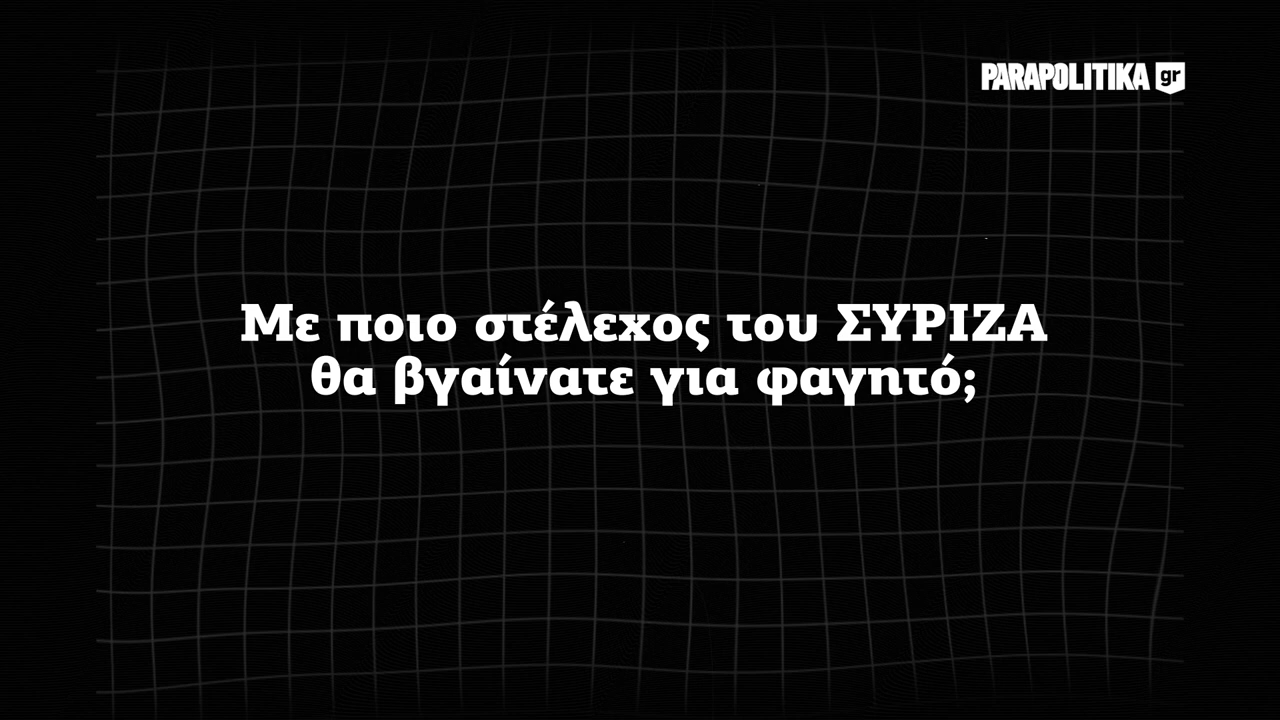 PARAPOLITIKA gr
Με ποιο στέλεχος του ΣΥΡΙΖΑ
θα βγαίνατε για φαγητό;